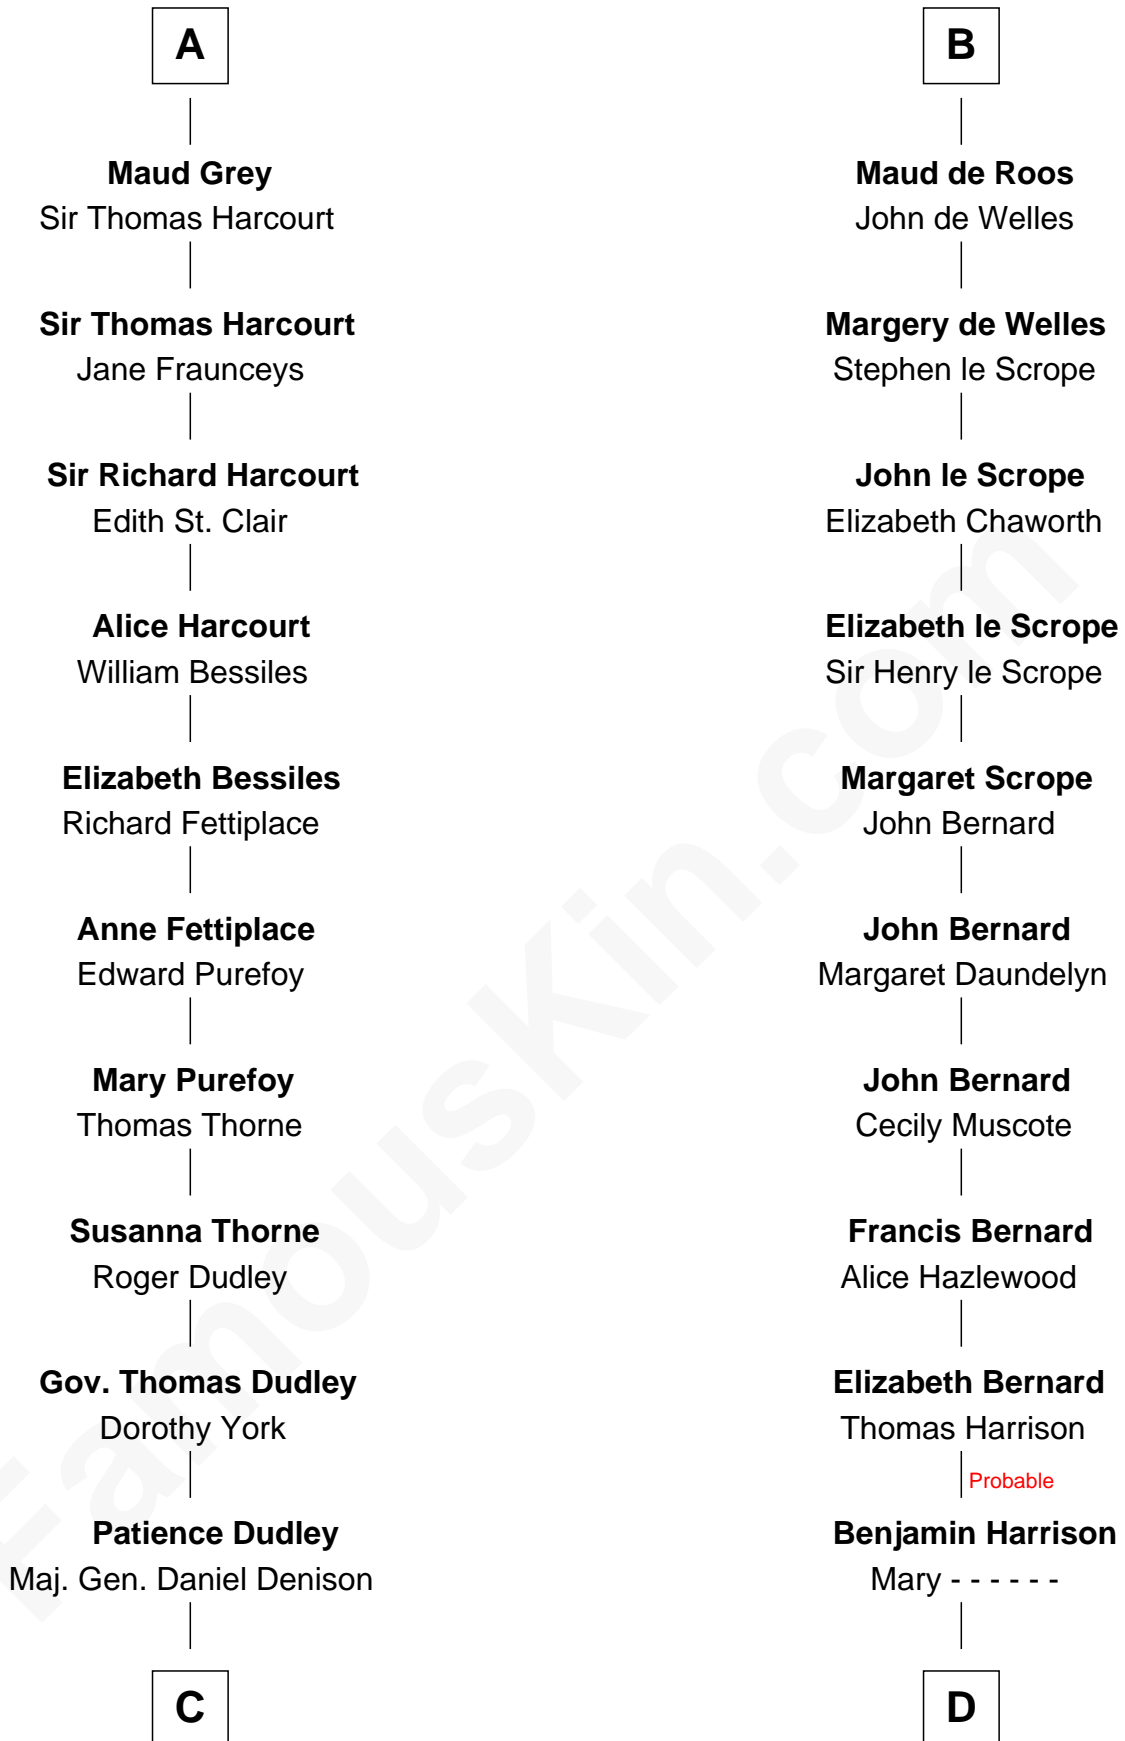 A
Maud Grey
Sir Thomas Harcourt
Sir Thomas Harcourt
Jane Fraunceys
Sir Richard Harcourt
Edith St. Clair
Alice Harcourt
William Bessiles
Elizabeth Bessiles
Richard Fettiplace
Anne Fettiplace
Edward Purefoy
Mary Purefoy
Thomas Thorne
Susanna Thorne
Roger Dudley
Gov. Thomas Dudley
Dorothy York
Patience Dudley
Maj. Gen. Daniel Denison
C
B
Maud de Roos
John de Welles
Margery de Welles
Stephen le Scrope
John le Scrope
Elizabeth Chaworth
Elizabeth le Scrope
Sir Henry le Scrope
Margaret Scrope
John Bernard
John Bernard
Margaret Daundelyn
John Bernard
Cecily Muscote
Francis Bernard
Alice Hazlewood
Elizabeth Bernard
Thomas Harrison
Probable
Benjamin Harrison
Mary - - - - - -
D
FamousKin.com